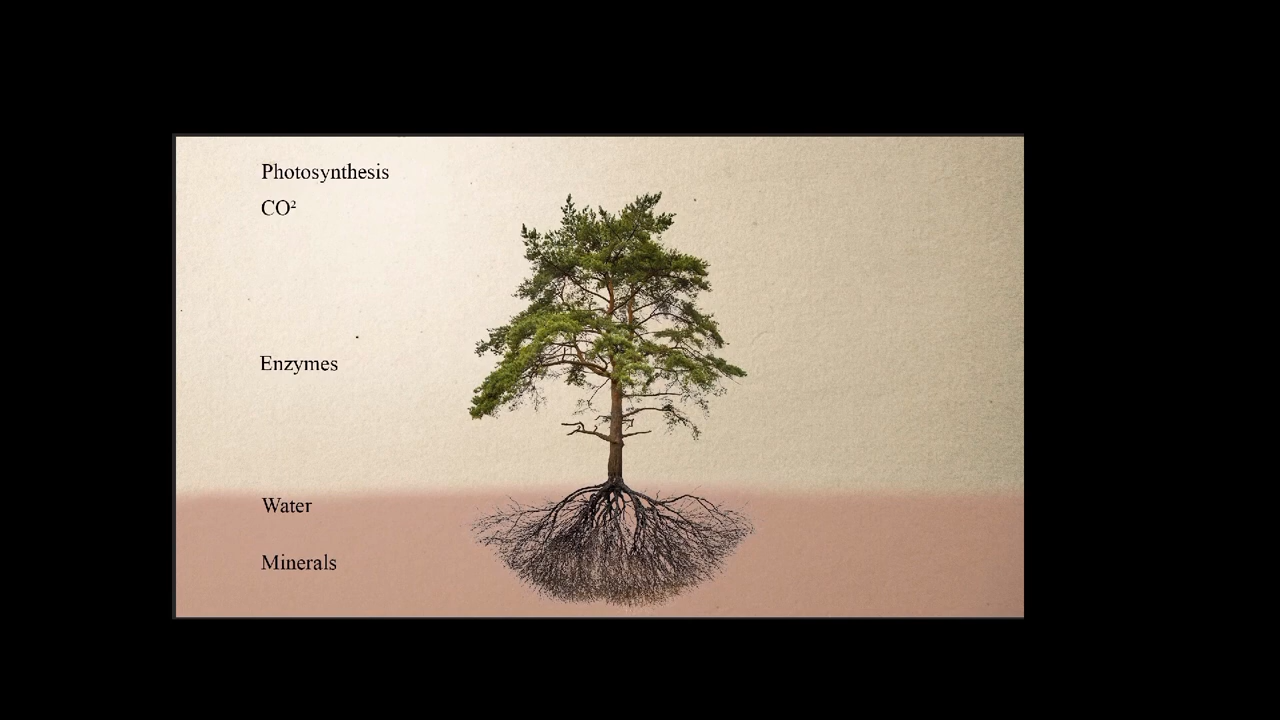 Photosynthesis
CO²
Enzymes
Water
Minerals